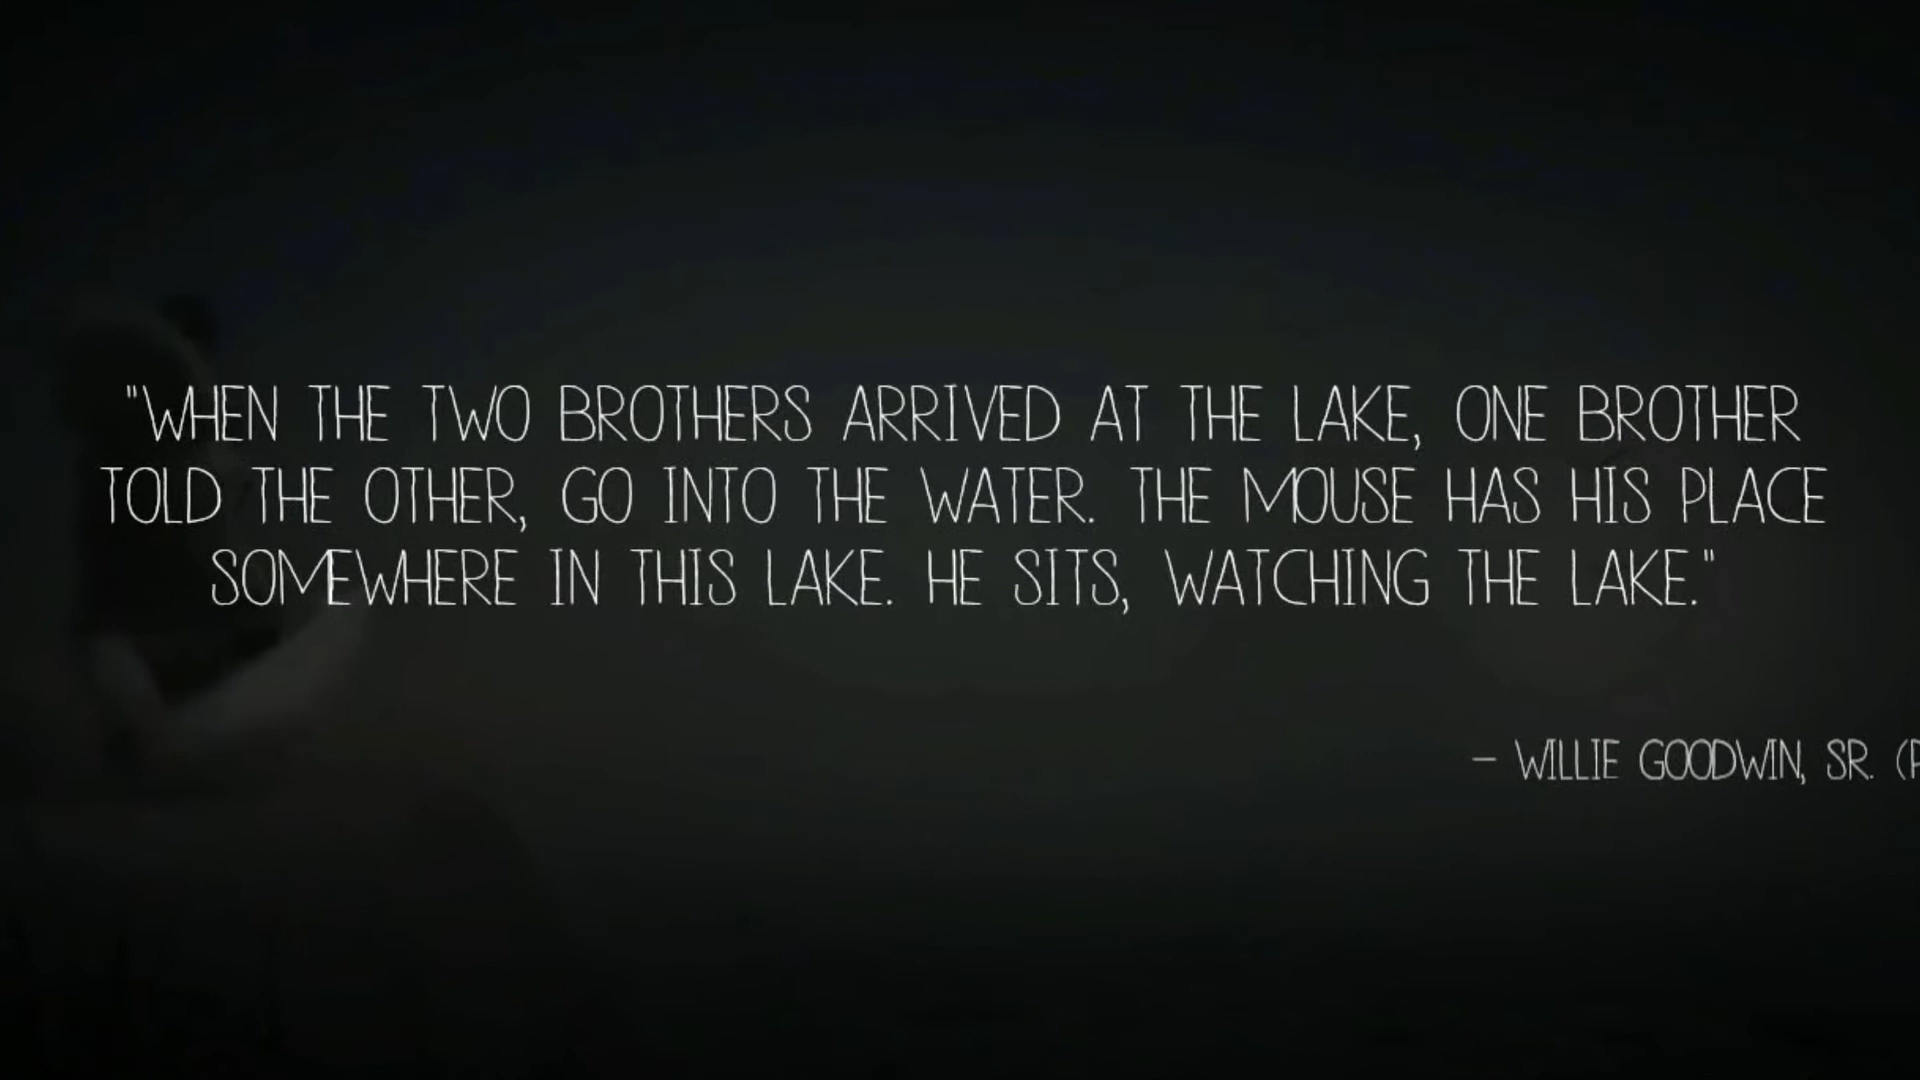 "WHEN THE TWO BROTHERS ARRIVED AT THE LAKE, ONE BROTHER
TOLD THE OTHER, GO INTO THE WATER. THE MOUSE HAS HIS PLACE
SOMEWHERE IN THIS LAKE. HE SITS, WATCHING THE LAKE."
- WILLIE GOODWIN, SR.